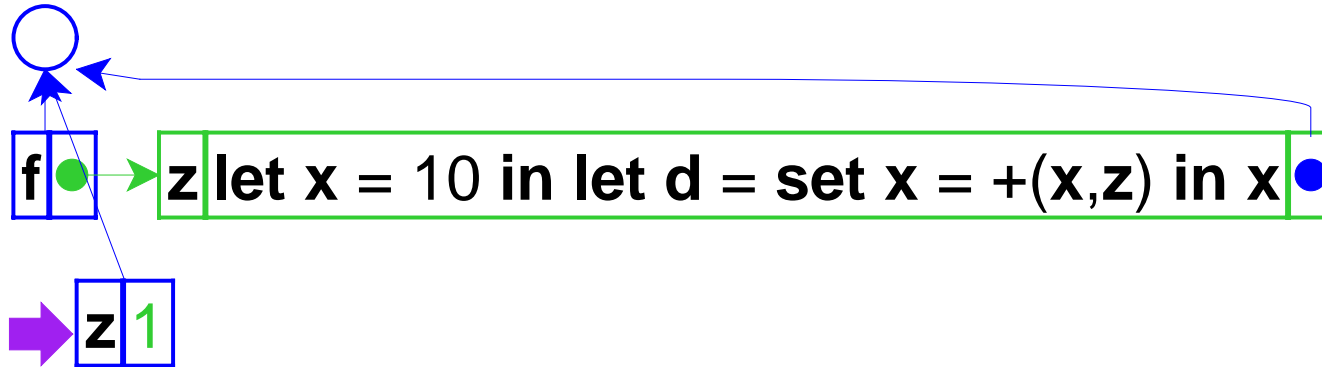 f z let x = 10 in let d = set x = +(x,z) in x
z 1